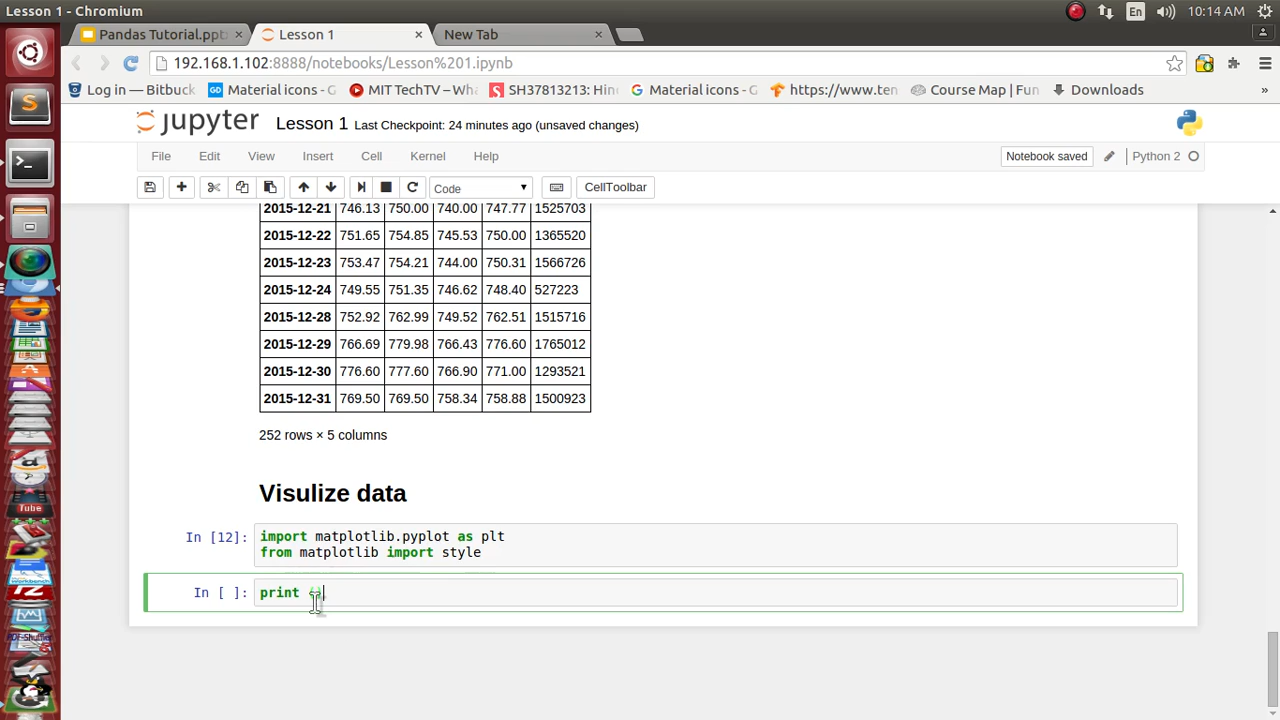 1 - Chromium
En
10:14 AM
Pandas Tutorial.ppt
Lesson 1
New Tab
192.168.1.102:8888/notebooks/Lesson%201.ipynb
Log in — Bitbuck
GD Material icons - G
MIT TechTV – Wha
SH37813213: Hin
Material icons - G
https://www.ten
Course Map | Fun
Downloads
»
jupyter Lesson 1 Last Checkpoint: 24 minutes ago (unsaved changes)
File Edit View Insert Cell Kernel Help
Notebook saved
Python 2
Code
CellToolbar
2015-12-21 746.13 750.00 740.00 747.77 1525703
2015-12-22 751.65 754.85 745.53 750.00 1365520
2015-12-23 753.47 754.21 744.00 750.31 1566726
2015-12-24 749.55 751.35 746.62 748.40 527223
2015-12-28 752.92 762.99 749.52 762.51 1515716
2015-12-29 766.69 779.98 766.43 776.60 1765012
2015-12-30 776.60 777.60 766.90 771.00 1293521
2015-12-31 769.50 769.50 758.34 758.88 1500923
252 rows × 5 columns
Visulize data
In [12]: import matplotlib.pyplot as plt
from matplotlib import style
In [ ]: print ()